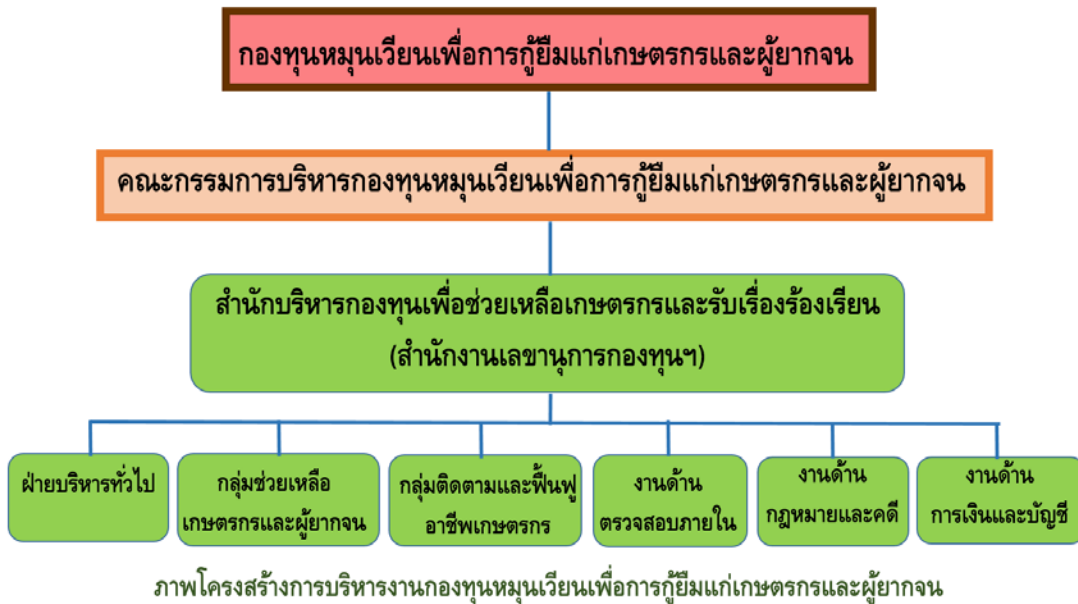 กองทุนหมุนเวียนเพื่อการกู้ยืมแก่เกษตรกรและผู้ยากจน
คณะกรรมการบริหารกองทุนหมุนเวียนเพื่อการกู้ยืมแก่เกษตรกรและผู้ยากจน
สำนักบริหารกองทุนเพื่อช่วยเหลือเกษตรกรและรับเรื่องร้องเรียน
(สำนักงานเลขานุการกองทุนฯ)
ฝ่ายบริหารทั่วไป
กลุ่มช่วยเหลือ
เกษตรกรและผู้ยากจน
กลุ่มติดตามและฟื้นฟู
อาชีพเกษตรกร
งานด้าน
ตรวจสอบภายใน
งานด้าน
กฎหมายและคดี
งานด้าน
การเงินและบัญชี
ภาพโครงสร้างการบริหารงานกองทุนหมุนเวียนเพื่อการกู้ยืมแก่เกษตรกรและผู้ยากจน